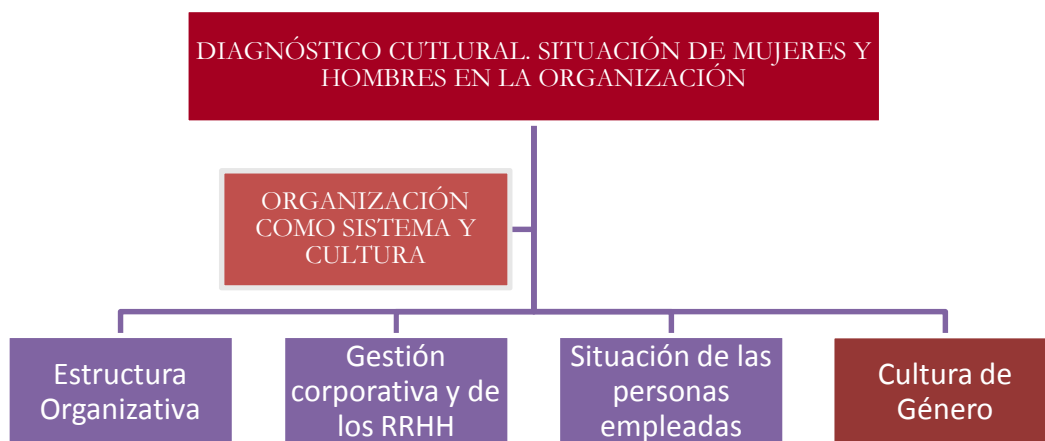 DIAGNÓSTICO CUTLURAL. SITUACIÓN DE MUJERES Y
HOMBRES EN LA ORGANIZACIÓN
ORGANIZACIÓN
COMO SISTEMA Y
CULTURA
Estructura
Organizativa
Gestión
corporativa y de
los RRHH
Situación de las
personas
empleadas
Cultura de
Género